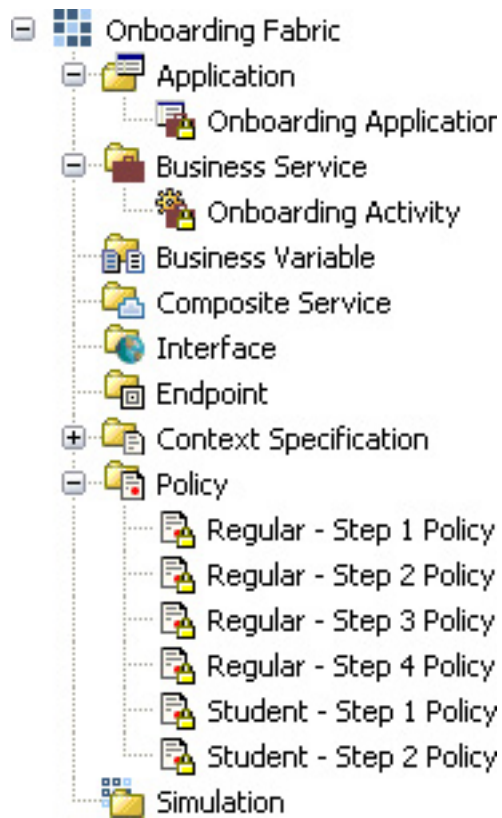 Onboarding Fabric
Application
Onboarding Application
Business Service
Onboarding Activity
Business Variable
Composite Service
Interface
Endpoint
Context Specification
Policy
Regular - Step 1 Policy
Regular - Step 2 Policy
Regular - Step 3 Policy
Regular - Step 4 Policy
Student - Step 1 Policy
Student - Step 2 Policy
Simulation